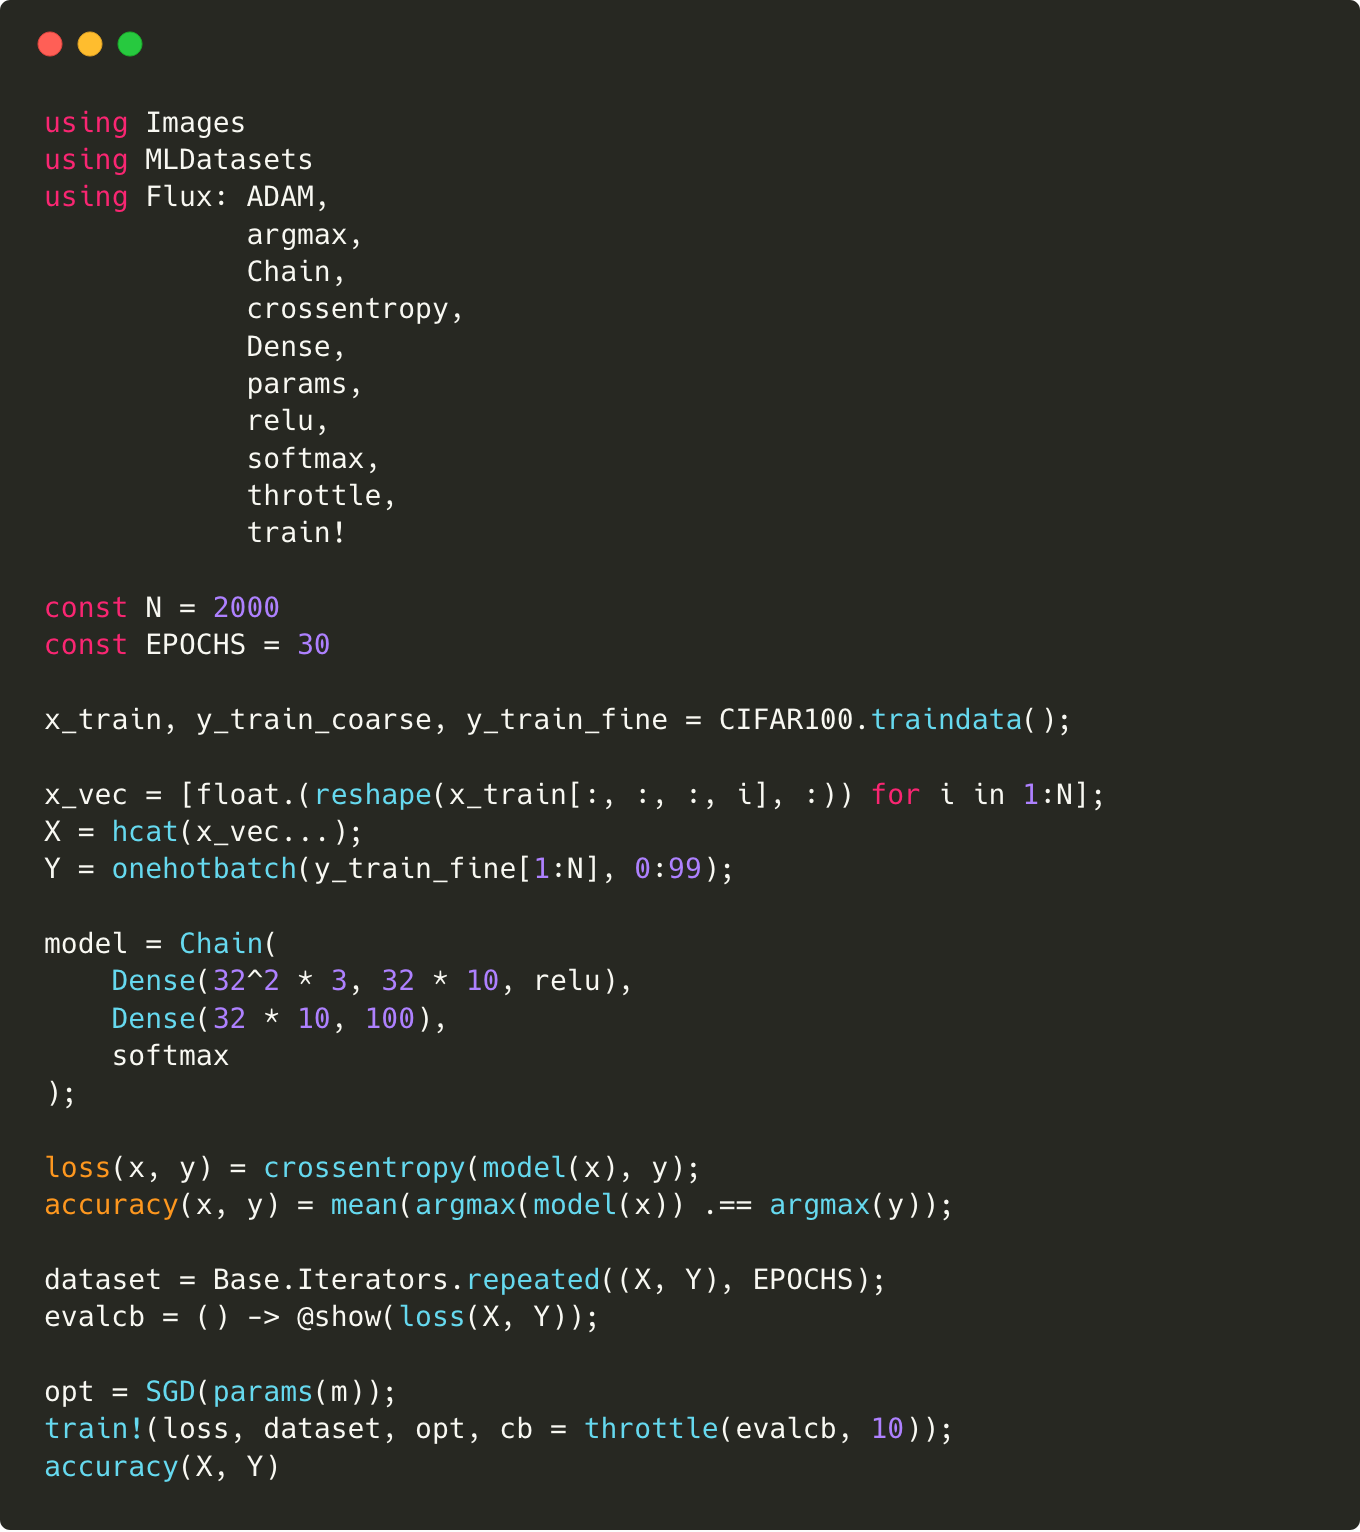 using Images
using MLDatasets
using Flux: ADAM,
            argmax,
            Chain,
            crossentropy,
            Dense,
            params,
            relu,
            softmax,
            throttle,
            train!

const N = 2000
const EPOCHS = 30

x_train, y_train_coarse, y_train_fine = CIFAR100.traindata();

x_vec = [float.(reshape(x_train[:, :, :, i], :)) for i in 1:N];
X = hcat(x_vec...);
Y = onehotbatch(y_train_fine[1:N], 0:99);

model = Chain(
    Dense(32^2 * 3, 32 * 10, relu),
    Dense(32 * 10, 100),
    softmax
);

loss(x, y) = crossentropy(model(x), y);
accuracy(x, y) = mean(argmax(model(x)) .== argmax(y));

dataset = Base.Iterators.repeated((X, Y), EPOCHS);
evalcb = () -> @show(loss(X, Y));

opt = SGD(params(m));
train!(loss, dataset, opt, cb = throttle(evalcb, 10));
accuracy(X, Y)